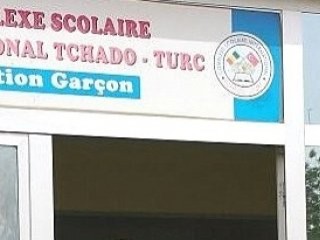 LEXE SCOLAIRE
ONAL TCHADO - TURC
tion Garçon